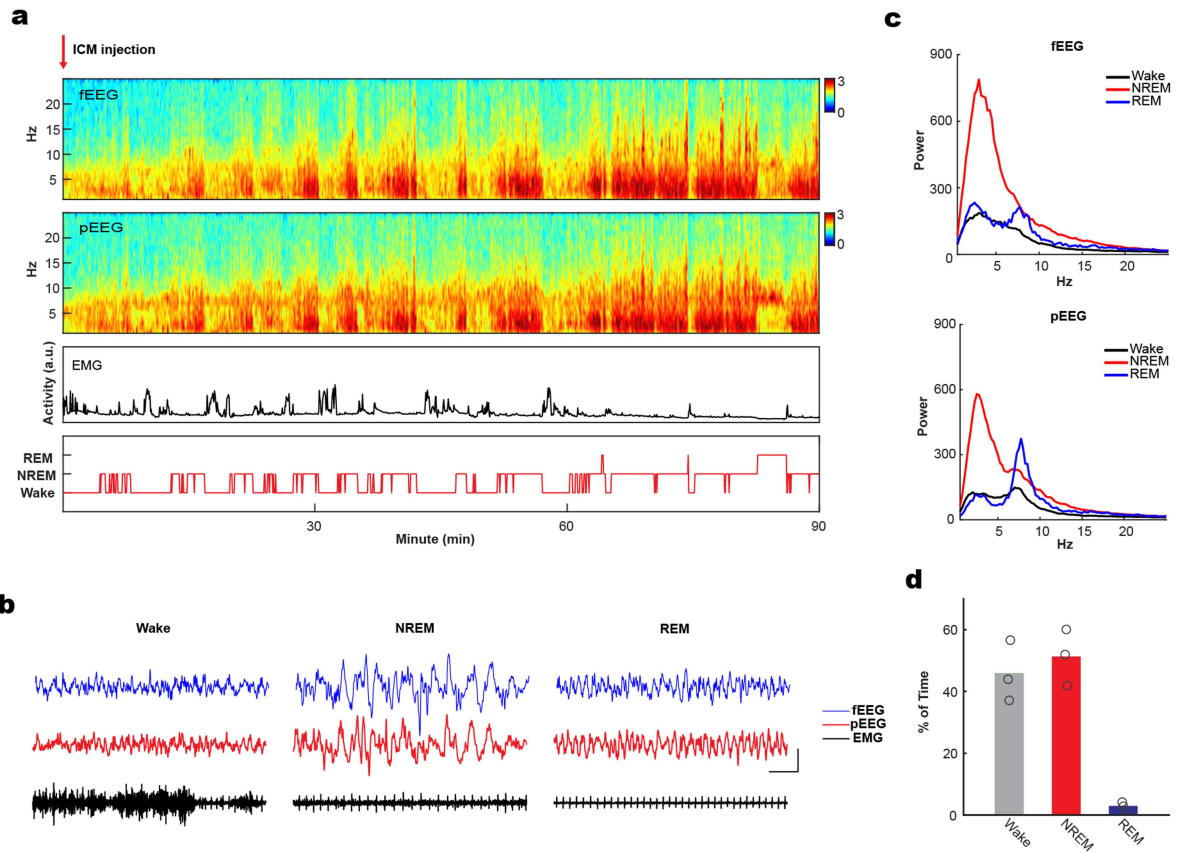 a
ICM injection
fEEG
Hz
20
15
10
5
3
0
pEEG
Hz
20
15
10
5
3
0
EMG
Activity (a.u.)
REM
NREM
Wake
30
60
90
Minute (min)
b
Wake
NREM
REM
fEEG
pEEG
EMG
c
fEEG
900
600
300
0
Power
Wake
NREM
REM
5
10
15
20
Hz
pEEG
900
600
300
0
Power
Wake
NREM
REM
5
10
15
20
Hz
d
% of Time
60
40
20
0
Wake
NREM
REM